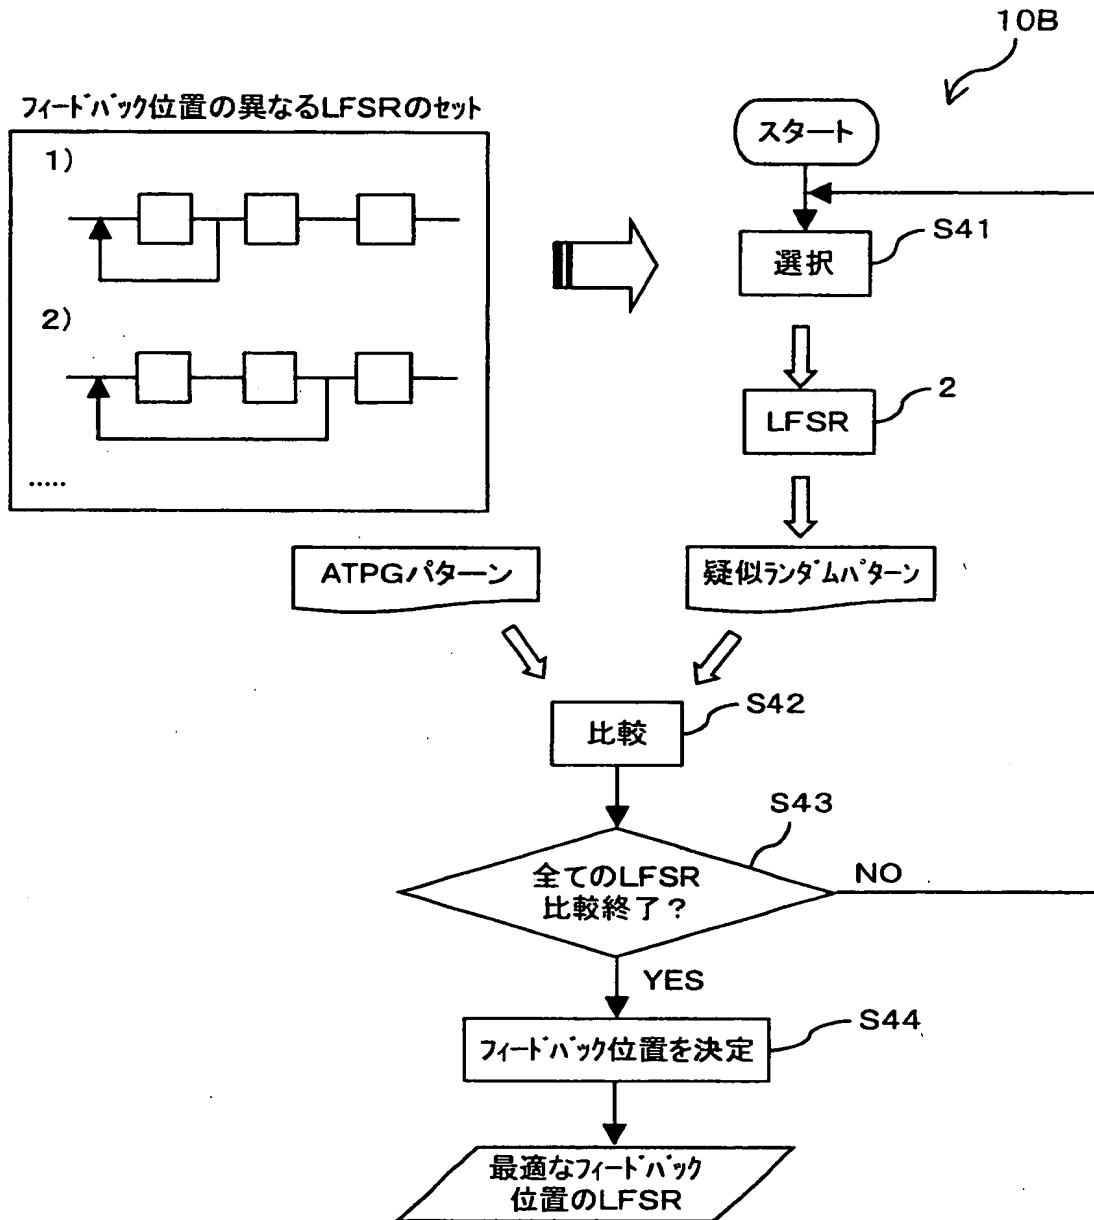 10B
フィードバック位置の異なるLFSRのセット
1)
2)
.....
スタート
S41
選択
2
LFSR
ATPGパターン
疑似ランダムパターン
S42
比較
S43
全てのLFSR
比較終了？
NO
YES
S44
フィードバック位置を決定
最適なフィードバック
位置のLFSR